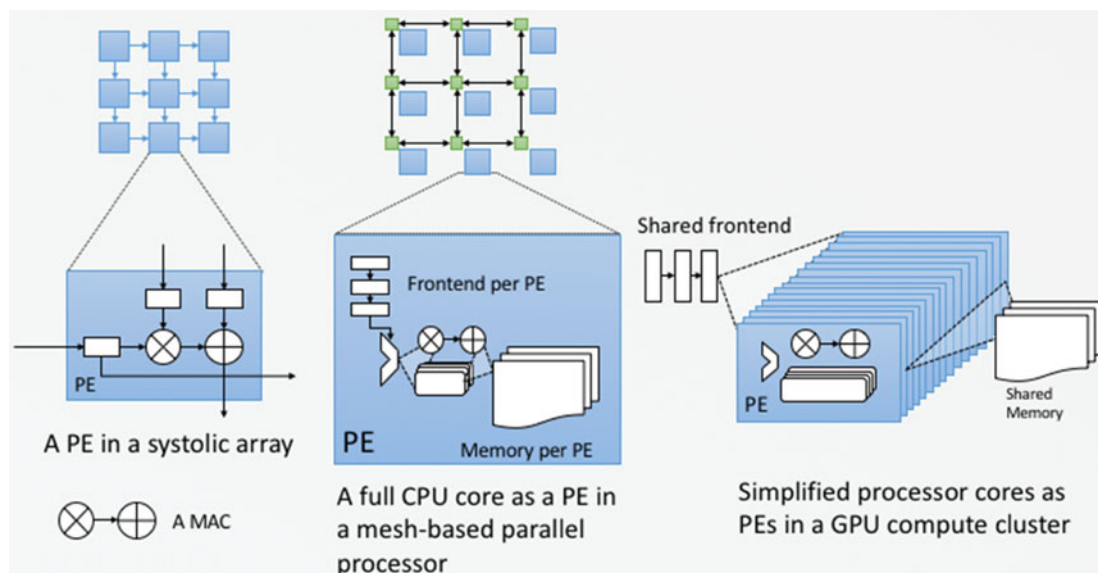 PE
A PE in a systolic array
A MAC
Frontend per PE
PE
Memory per PE
A full CPU core as a PE in
a mesh-based parallel
processor
Shared frontend
PE
Shared
Memory
Simplified processor cores as
PEs in a GPU compute cluster